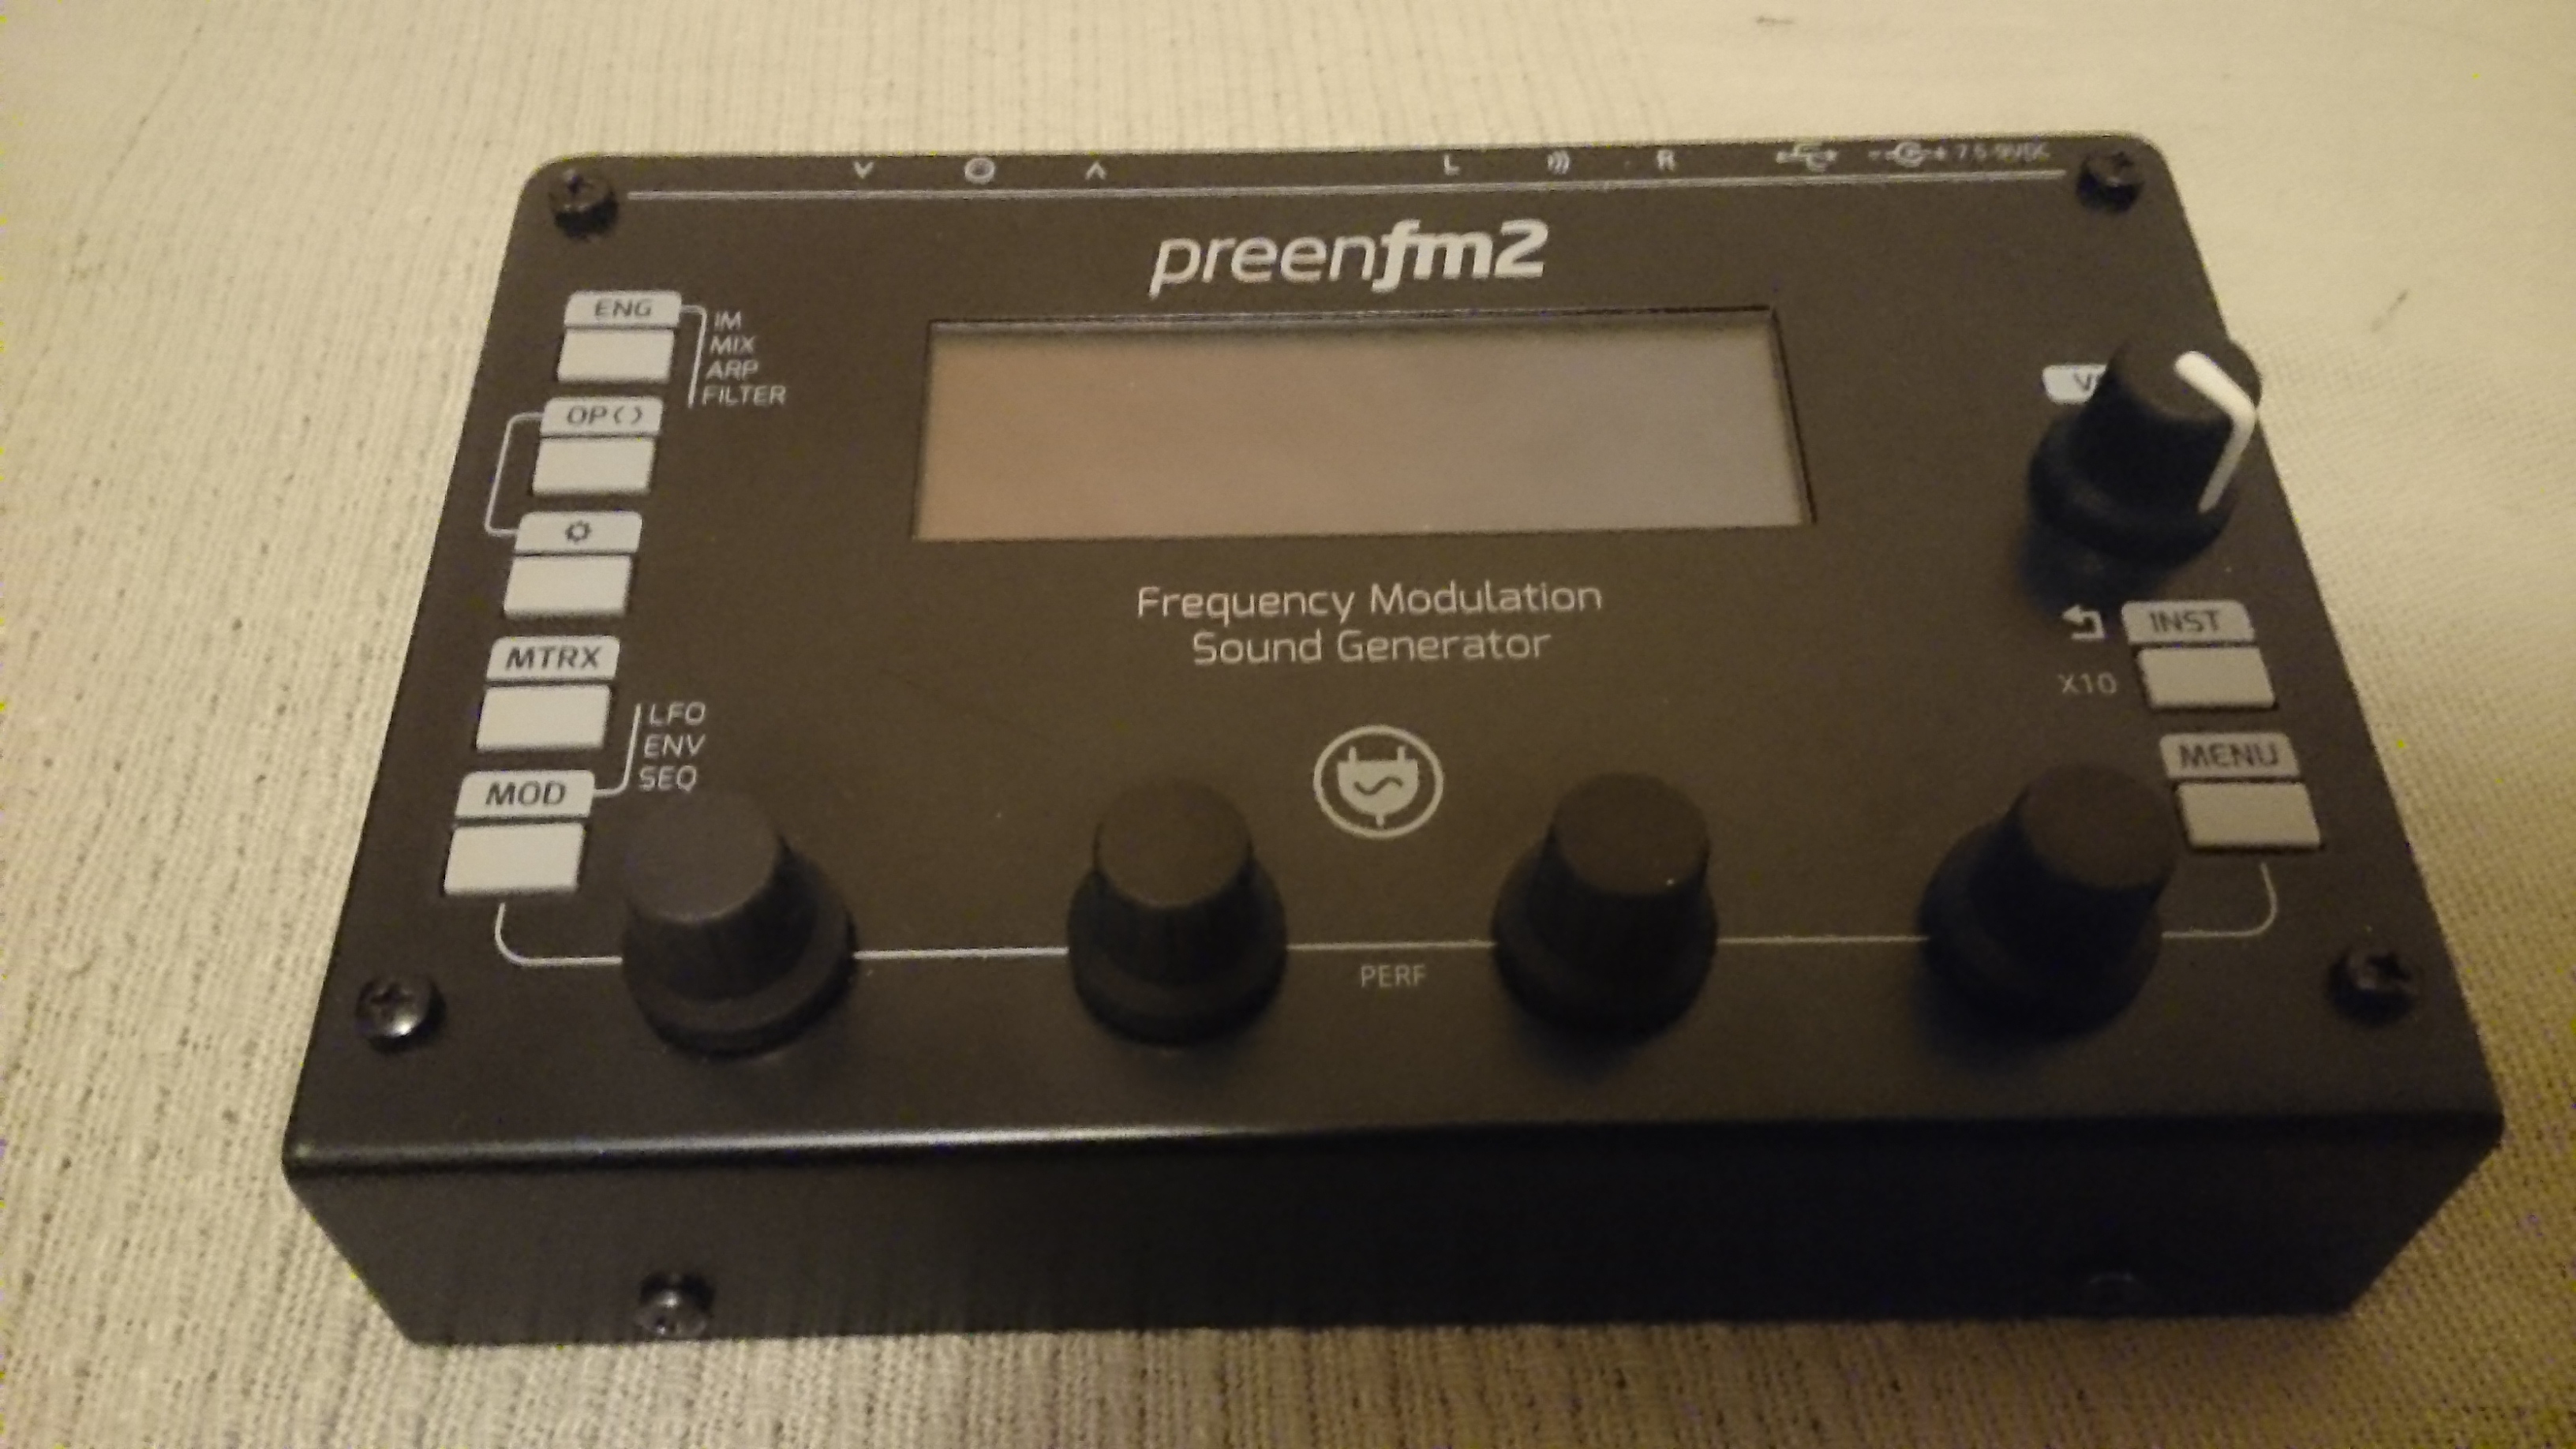 L R
preenfm2
ENG
IM
MIX
ARP
FILTER
OP()
MTRX
LFO
ENV
SEQ
MOD
Frequency Modulation
Sound Generator
INST
X10
MENU
PERF